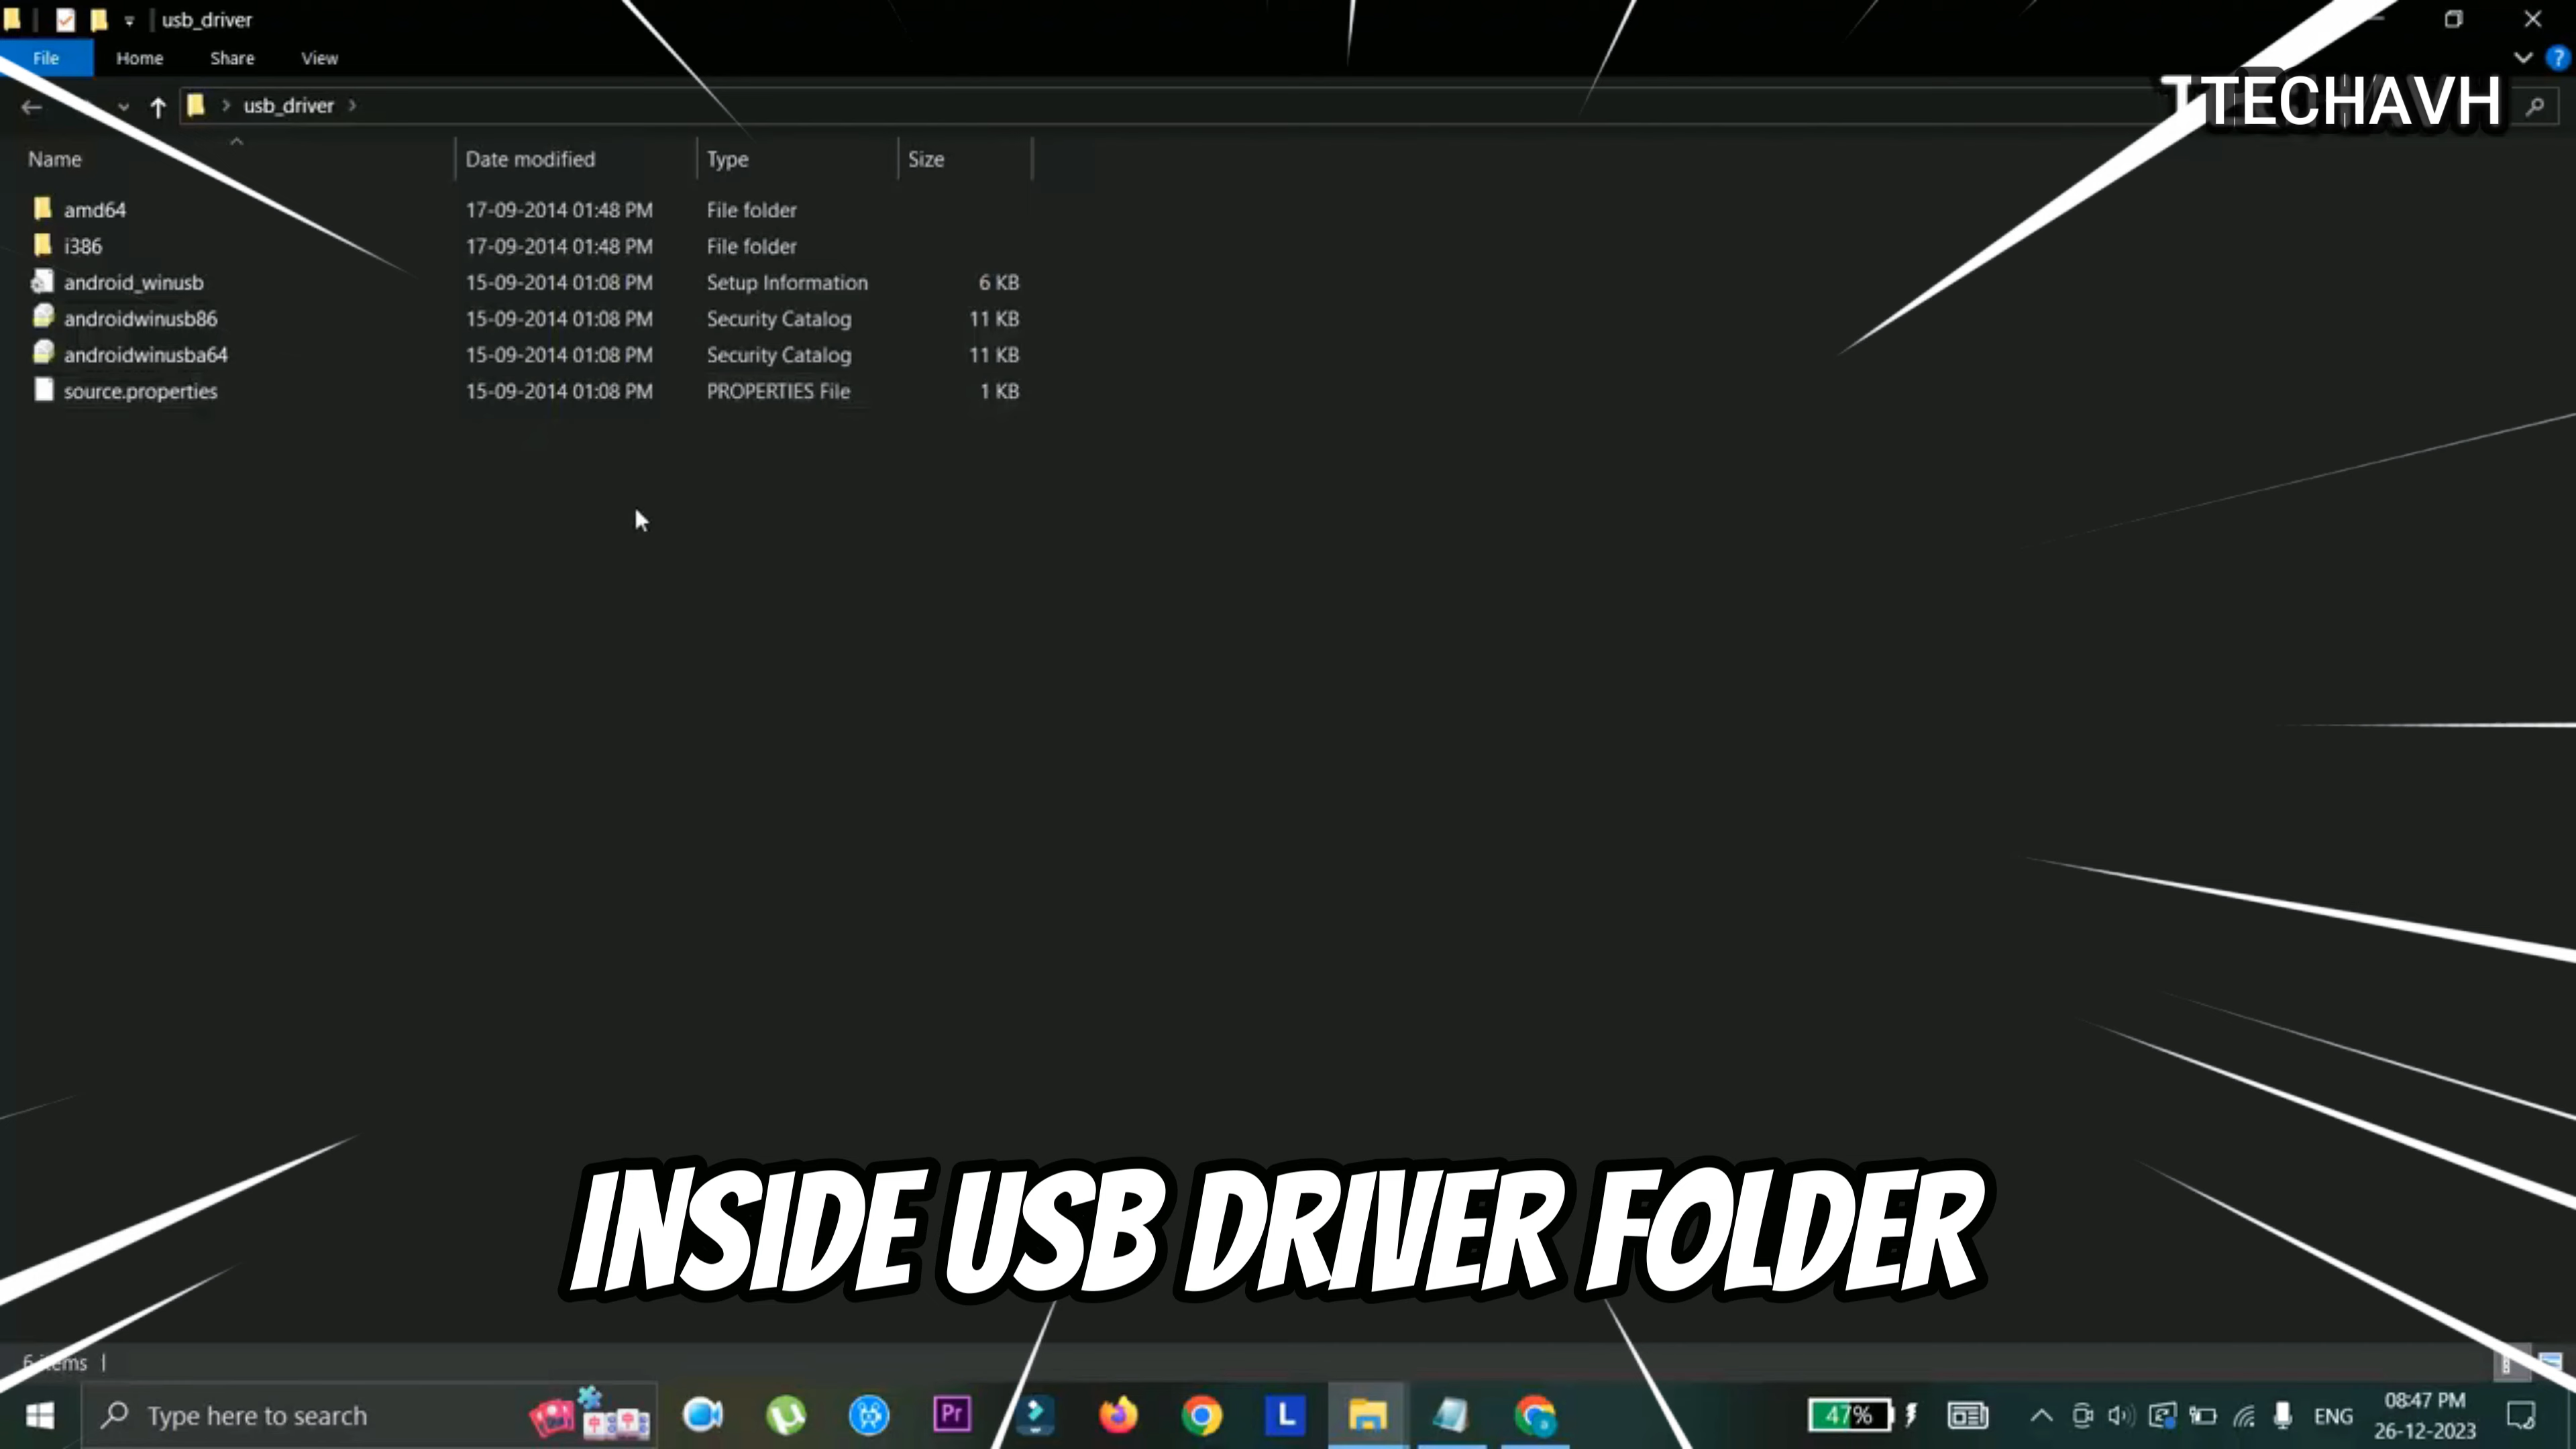 usb_driver
File Home Share View
usb_driver
TTECHAVH
Name Date modified Type Size
amd64 17-09-2014 01:48 PM File folder
i386 17-09-2014 01:48 PM File folder
android_winusb 15-09-2014 01:08 PM Setup Information 6 KB
androidwinusb86 15-09-2014 01:08 PM Security Catalog 11 KB
androidwinusba64 15-09-2014 01:08 PM Security Catalog 11 KB
source.properties 15-09-2014 01:08 PM PROPERTIES File 1 KB
INSIDE USB DRIVER FOLDER
6 items
Type here to search Pr L 47% ENG 08:47 PM
26-12-2023